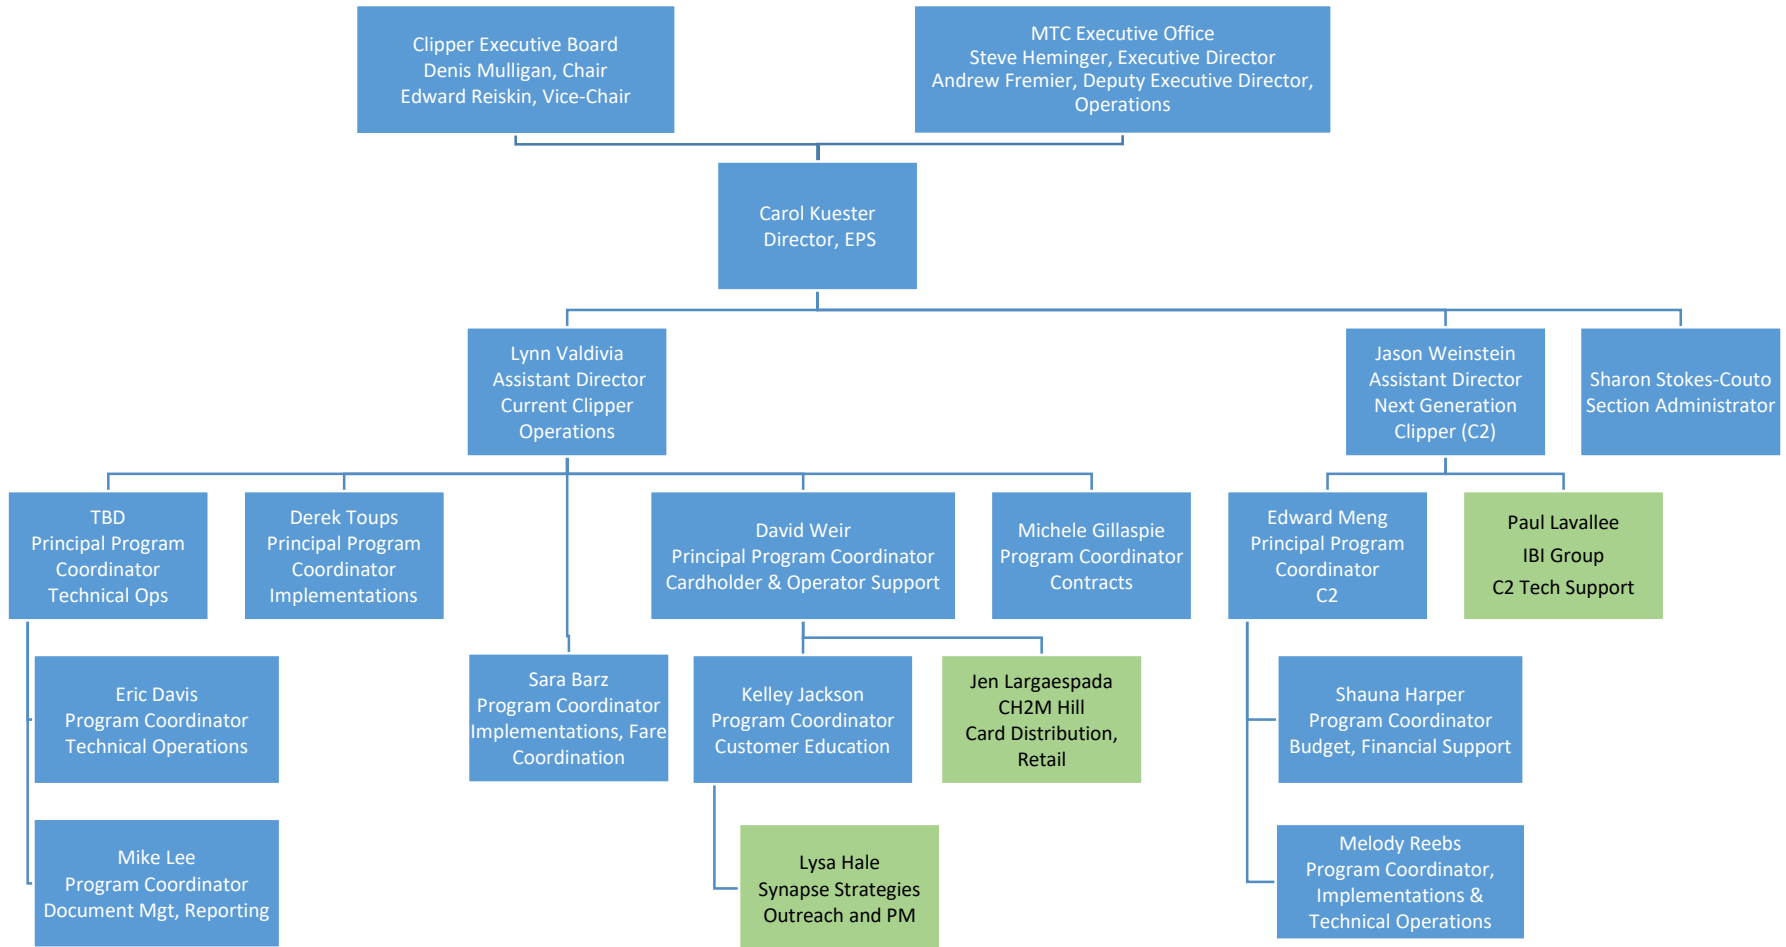 Clipper Executive Board
Denis Mulligan, Chair
Edward Reiskin, Vice-Chair
MTC Executive Office
Steve Heminger, Executive Director
Andrew Fremier, Deputy Executive Director,
Operations
Carol Kuester
Director, EPS
Lynn Valdivia
Assistant Director
Current Clipper
Operations
Jason Weinstein
Assistant Director
Next Generation
Clipper (C2)
Sharon Stokes-Couto
Section Administrator
TBD
Principal Program
Coordinator
Technical Ops
Derek Toups
Principal Program
Coordinator
Implementations
David Weir
Principal Program Coordinator
Cardholder & Operator Support
Michele Gillaspie
Program Coordinator
Contracts
Edward Meng
Principal Program
Coordinator
C2
Paul Lavallee
IBI Group
C2 Tech Support
Eric Davis
Program Coordinator
Technical Operations
Sara Barz
Program Coordinator
Implementations, Fare
Coordination
Kelley Jackson
Program Coordinator
Customer Education
Jen Largaespada
CH2M Hill
Card Distribution,
Retail
Shauna Harper
Program Coordinator
Budget, Financial Support
Mike Lee
Program Coordinator
Document Mgt, Reporting
Lysa Hale
Synapse Strategies
Outreach and PM
Melody Reebs
Program Coordinator,
Implementations &
Technical Operations